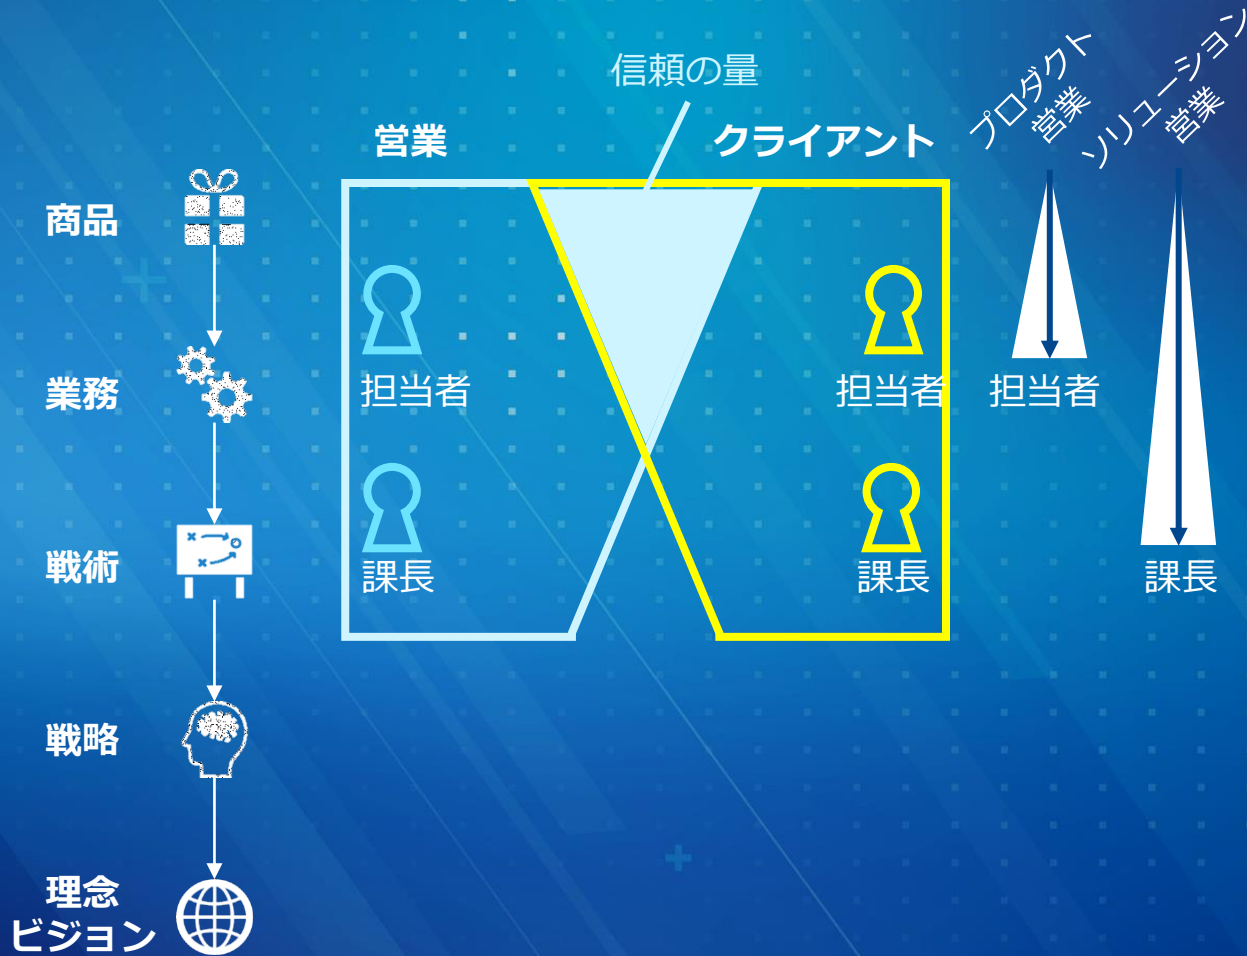 信頼の量
営業
クライアント
プロダクト
営業
ソリューション
営業
商品
業務
担当者
担当者
担当者
戦術
課長
課長
課長
戦略
理念
ビジョン